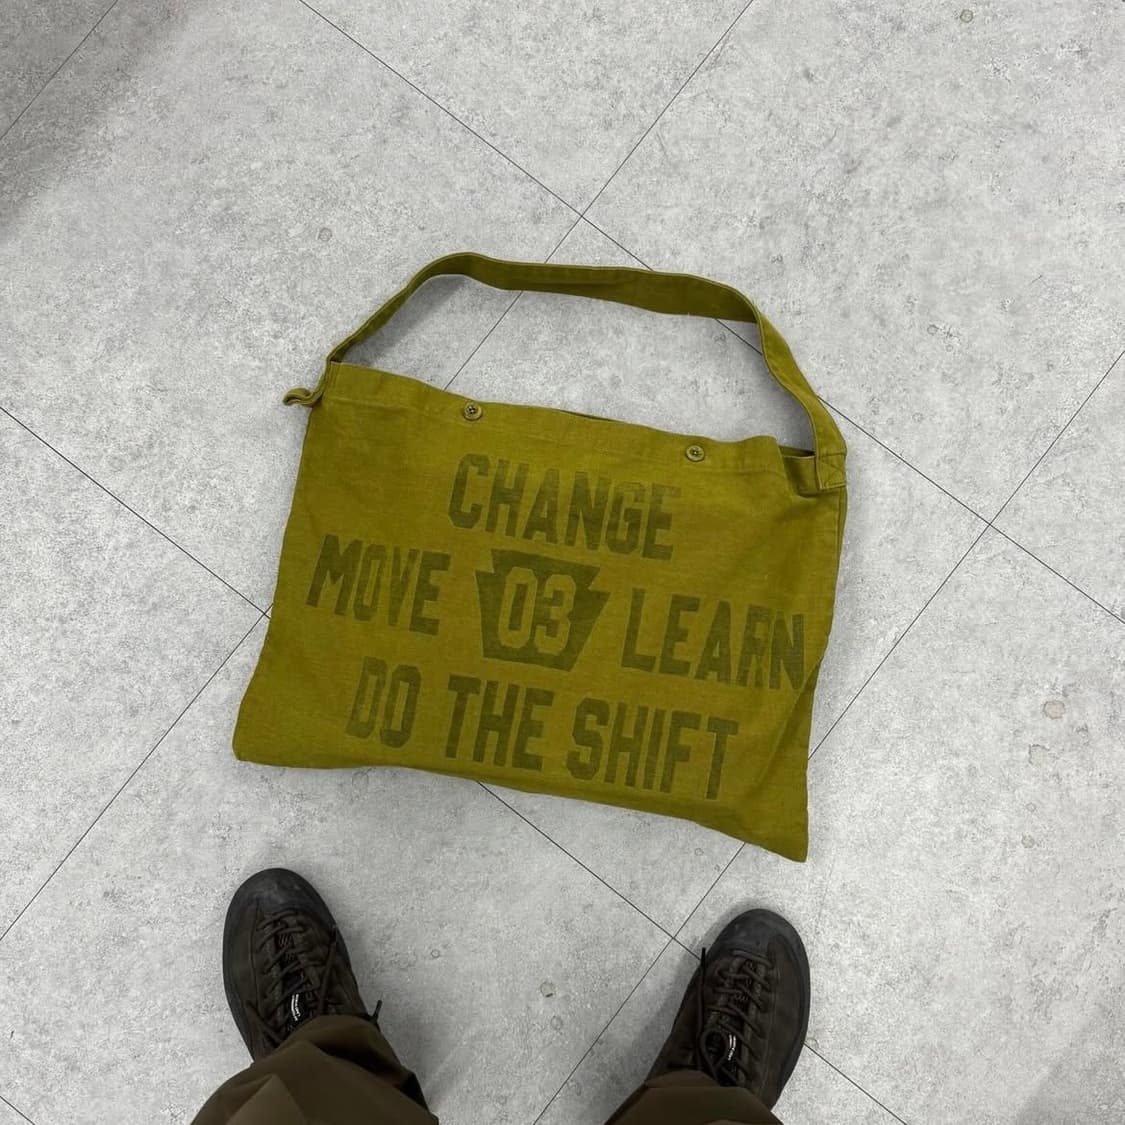 CHANGE
MOVE 03 LEARN
DO THE SHIFT